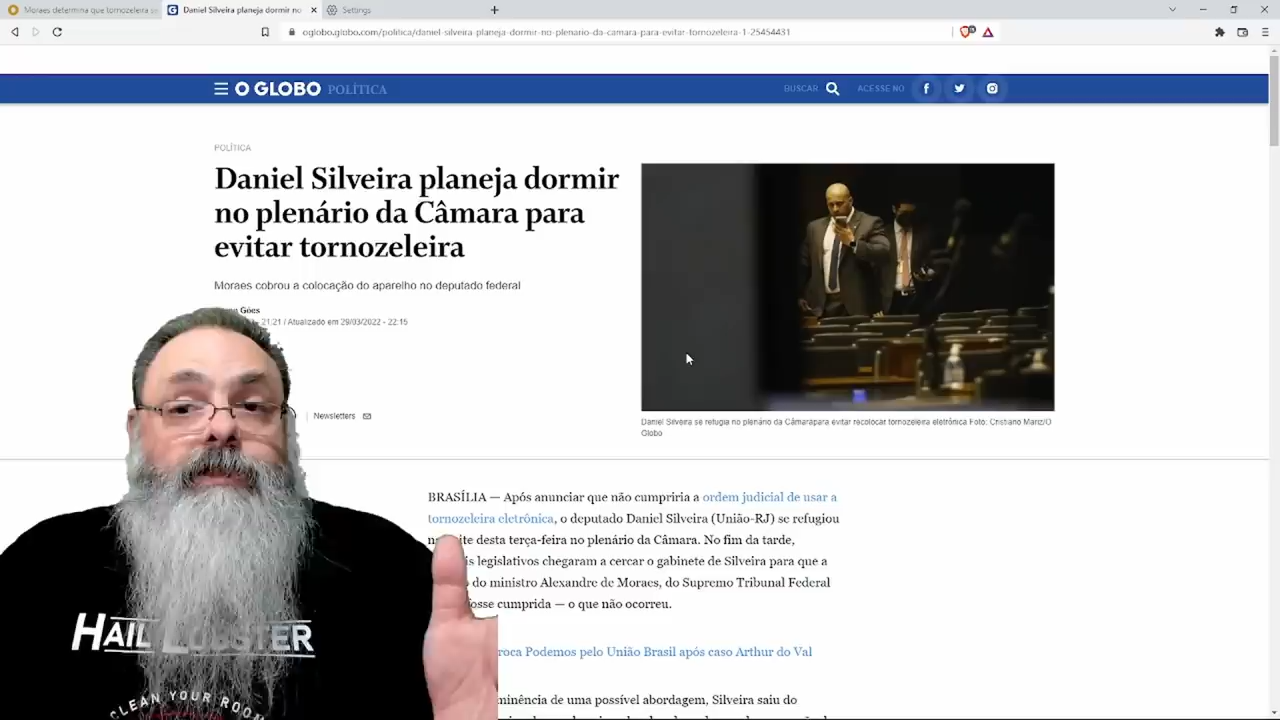 Moraes determina que tornozeleira se
Daniel Silveira planeja dormir no
Settings
oglobo.globo.com/politica/daniel-silveira-planeja-dormir-no-plenario-da-camara-para-evitar-tornozeleira-1-25454431
O GLOBO POLÍTICA
BUSCAR
ACESSE NO
POLÍTICA
Daniel Silveira planeja dormir
no plenário da Câmara para
evitar tornozeleira
Moraes cobrou a colocação do aparelho no deputado federal
Góes
- 21:21 / Atualizado em 29/03/2022 - 22:15
Newsletters
Daniel Silveira se refugia no plenário da Câmarapara evitar recolocar tornozeleira eletrônica Foto: Cristiano Mariz/O
Globo
BRASÍLIA — Após anunciar que não cumpriria a ordem judicial de usar a
tornozeleira eletrônica, o deputado Daniel Silveira (União-RJ) se refugiou
desta terça-feira no plenário da Câmara. No fim da tarde,
legislativos chegaram a cercar o gabinete de Silveira para que a
do ministro Alexandre de Moraes, do Supremo Tribunal Federal
fosse cumprida — o que não ocorreu.
Podemos pelo União Brasil após caso Arthur do Val
de uma possível abordagem, Silveira saiu do
HAIL LOBSTER
CLEAN YOUR ROOM